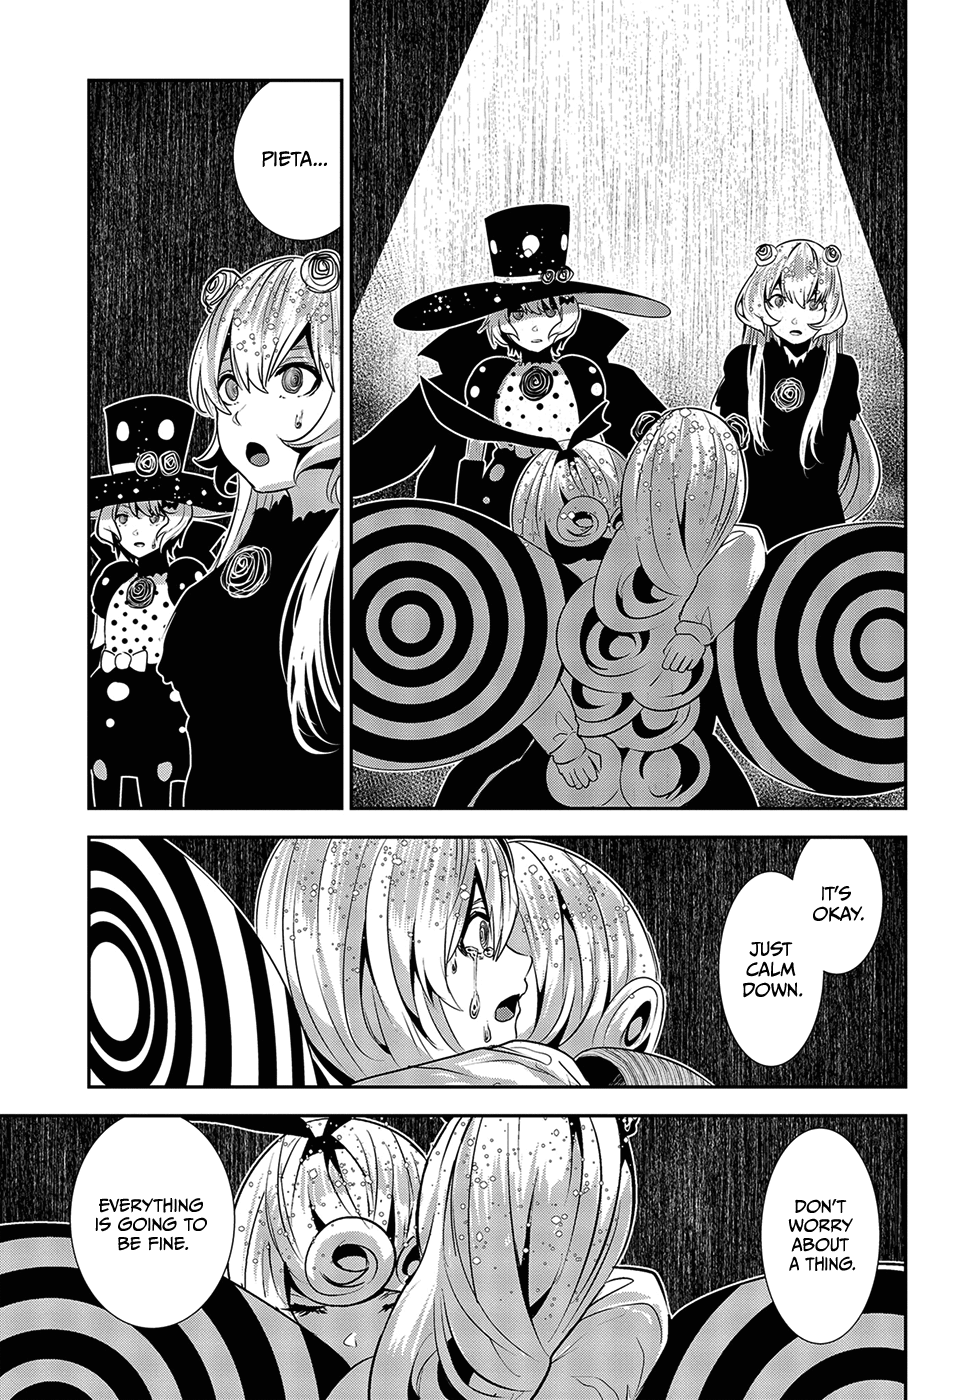 PIETA...
IT'S
OKAY.
JUST
CALM
DOWN.
DON'T
WORRY
ABOUT
A THING.
EVERYTHING
IS GOING TO
BE FINE.